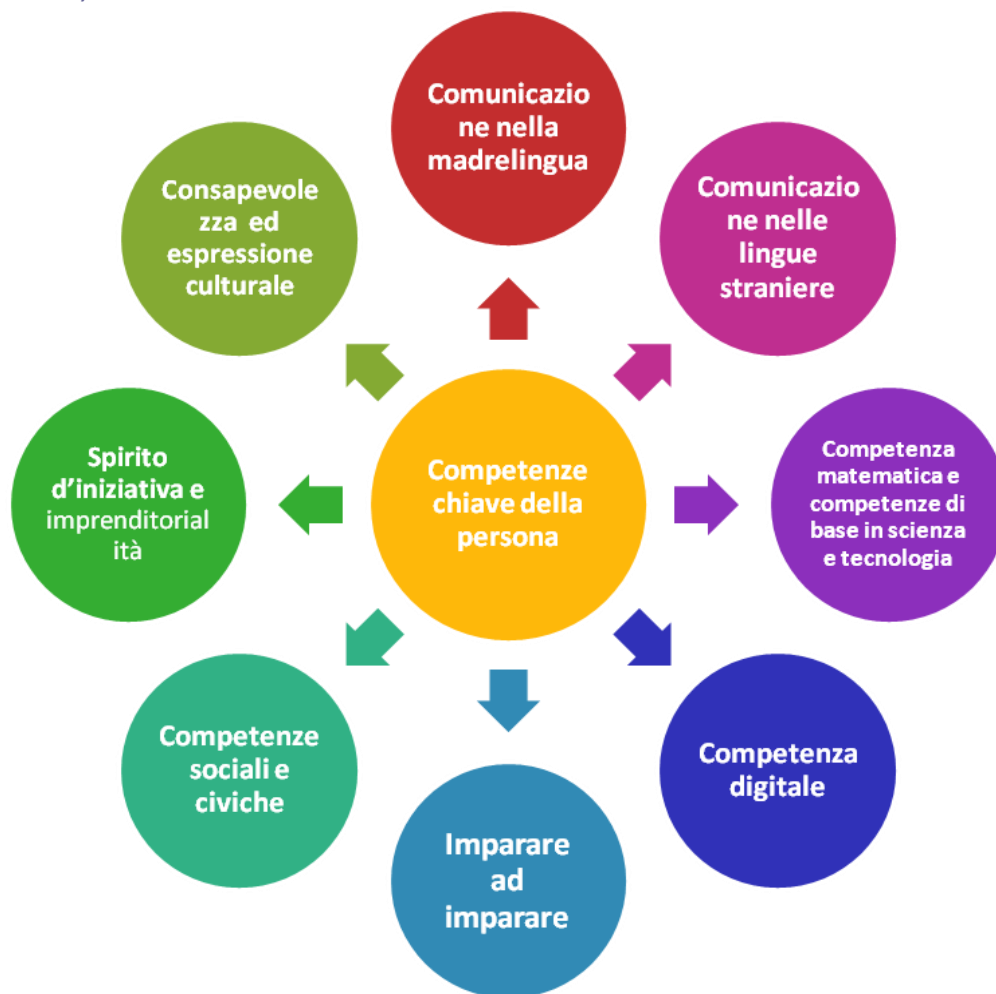 Comunicazio
ne nella
madrelingua
Comunicazio
ne nelle
lingue
straniere
Competenza
matematica e
competenze di
base in scienza
e tecnologia
Competenza
digitale
Imparare
ad
imparare
Competenze
sociali e
civiche
Spirito
d’iniziativa e
imprenditorial
ità
Consapevole
zza ed
espressione
culturale
Competenze
chiave della
persona